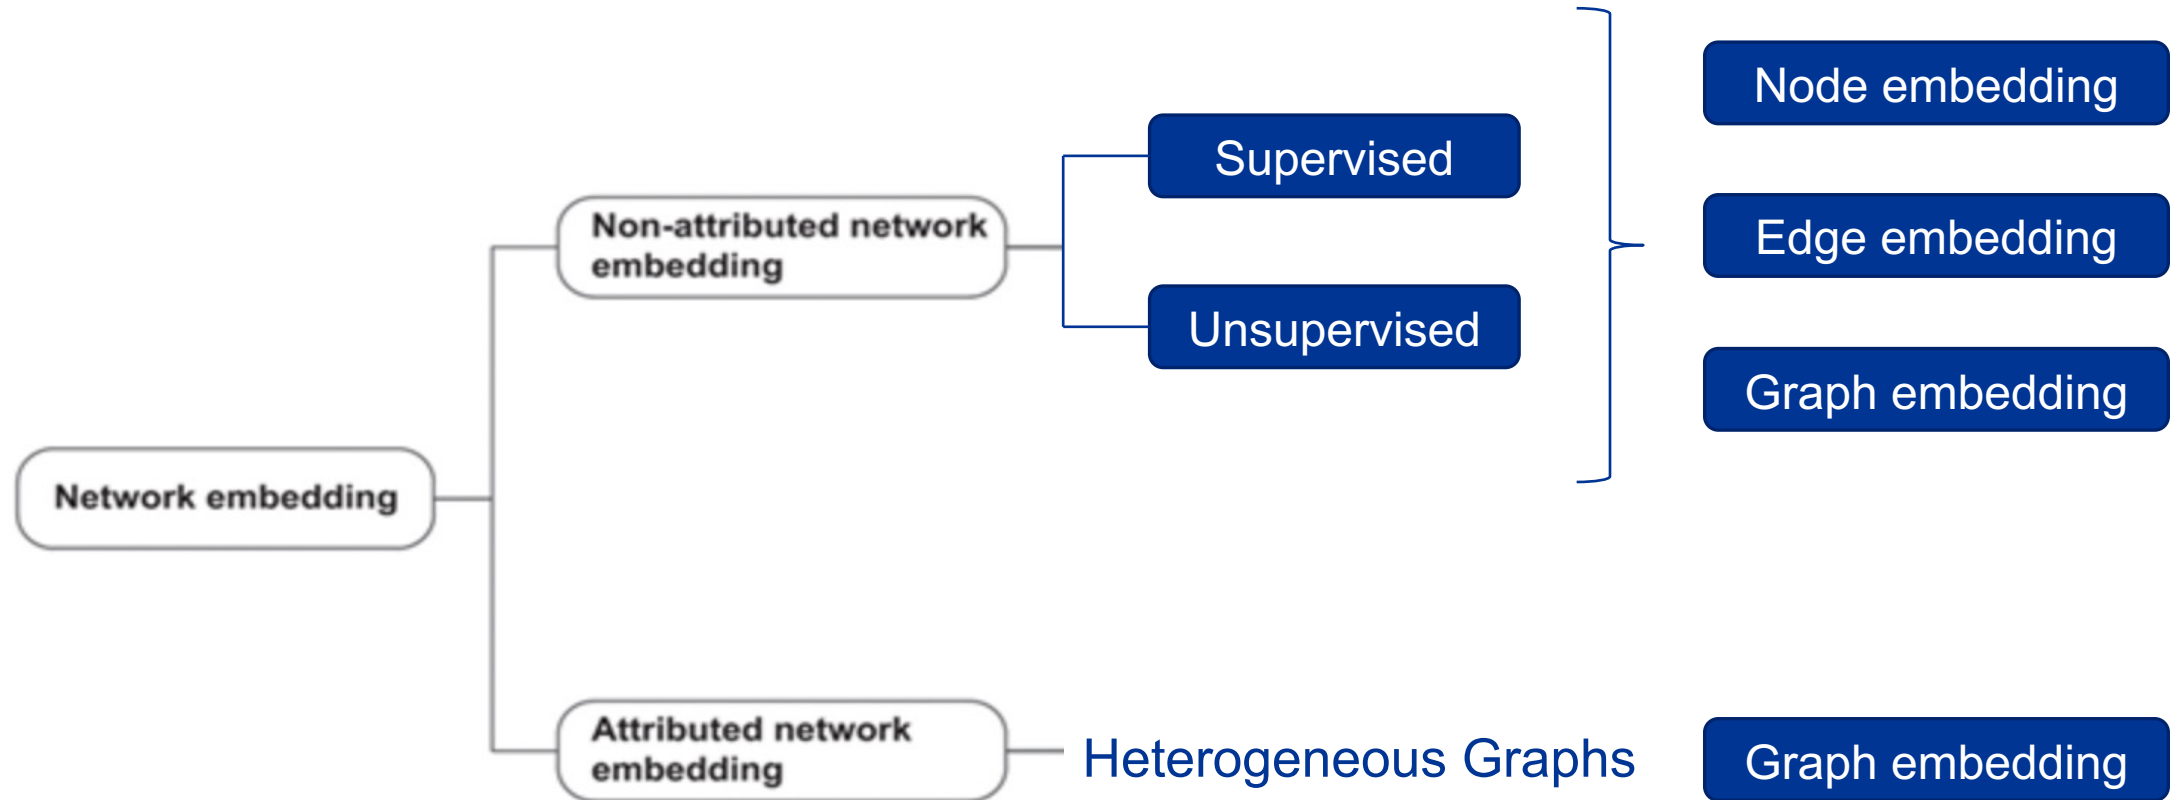 Node embedding
Supervised
Non-attributed network
embedding
Edge embedding
Unsupervised
Graph embedding
Network embedding
Attributed network
embedding
Heterogeneous Graphs
Graph embedding